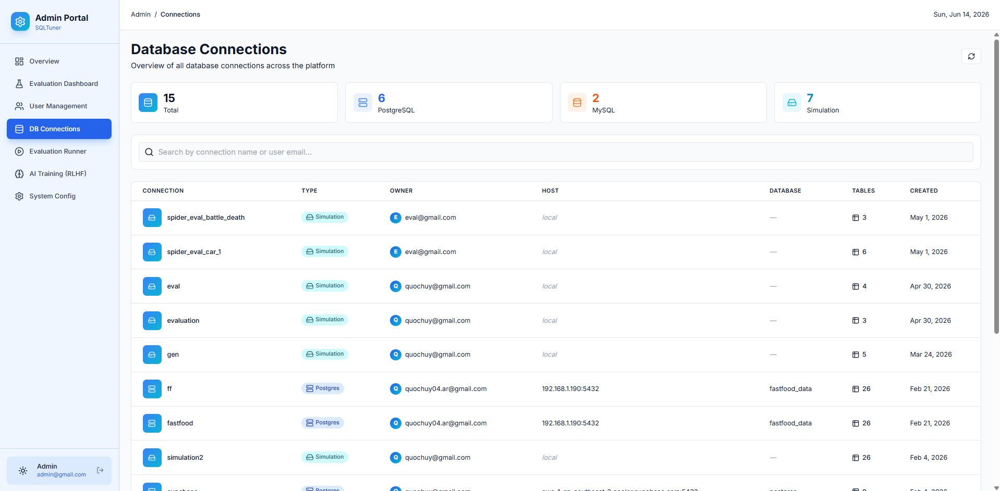 Admin Portal
SQLTuner
Overview
Evaluation Dashboard
User Management
DB Connections
Evaluation Runner
AI Training (RLHF)
System Config
Admin
admin@gmail.com
Admin / Connections
Sun, Jun 14, 2026
Database Connections
Overview of all database connections across the platform
15
Total
6
PostgreSQL
2
MySQL
7
Simulation
Search by connection name or user email...
CONNECTION TYPE OWNER HOST DATABASE TABLES CREATED
spider_eval_battle_death Simulation E eval@gmail.com local — 3 May 1, 2026
spider_eval_car_1 Simulation E eval@gmail.com local — 6 May 1, 2026
eval Simulation Q quochuy@gmail.com local — 4 Apr 30, 2026
evaluation Simulation Q quochuy@gmail.com local — 3 Apr 30, 2026
gen Simulation Q quochuy@gmail.com local — 5 Mar 24, 2026
ff Postgres Q quochuy04.ar@gmail.com 192.168.1.190:5432 fastfood_data 26 Feb 21, 2026
fastfood Postgres Q quochuy04.ar@gmail.com 192.168.1.190:5432 fastfood_data 26 Feb 21, 2026
simulation2 Simulation Q quochuy@gmail.com local — 26 Feb 4, 2026
Postgres